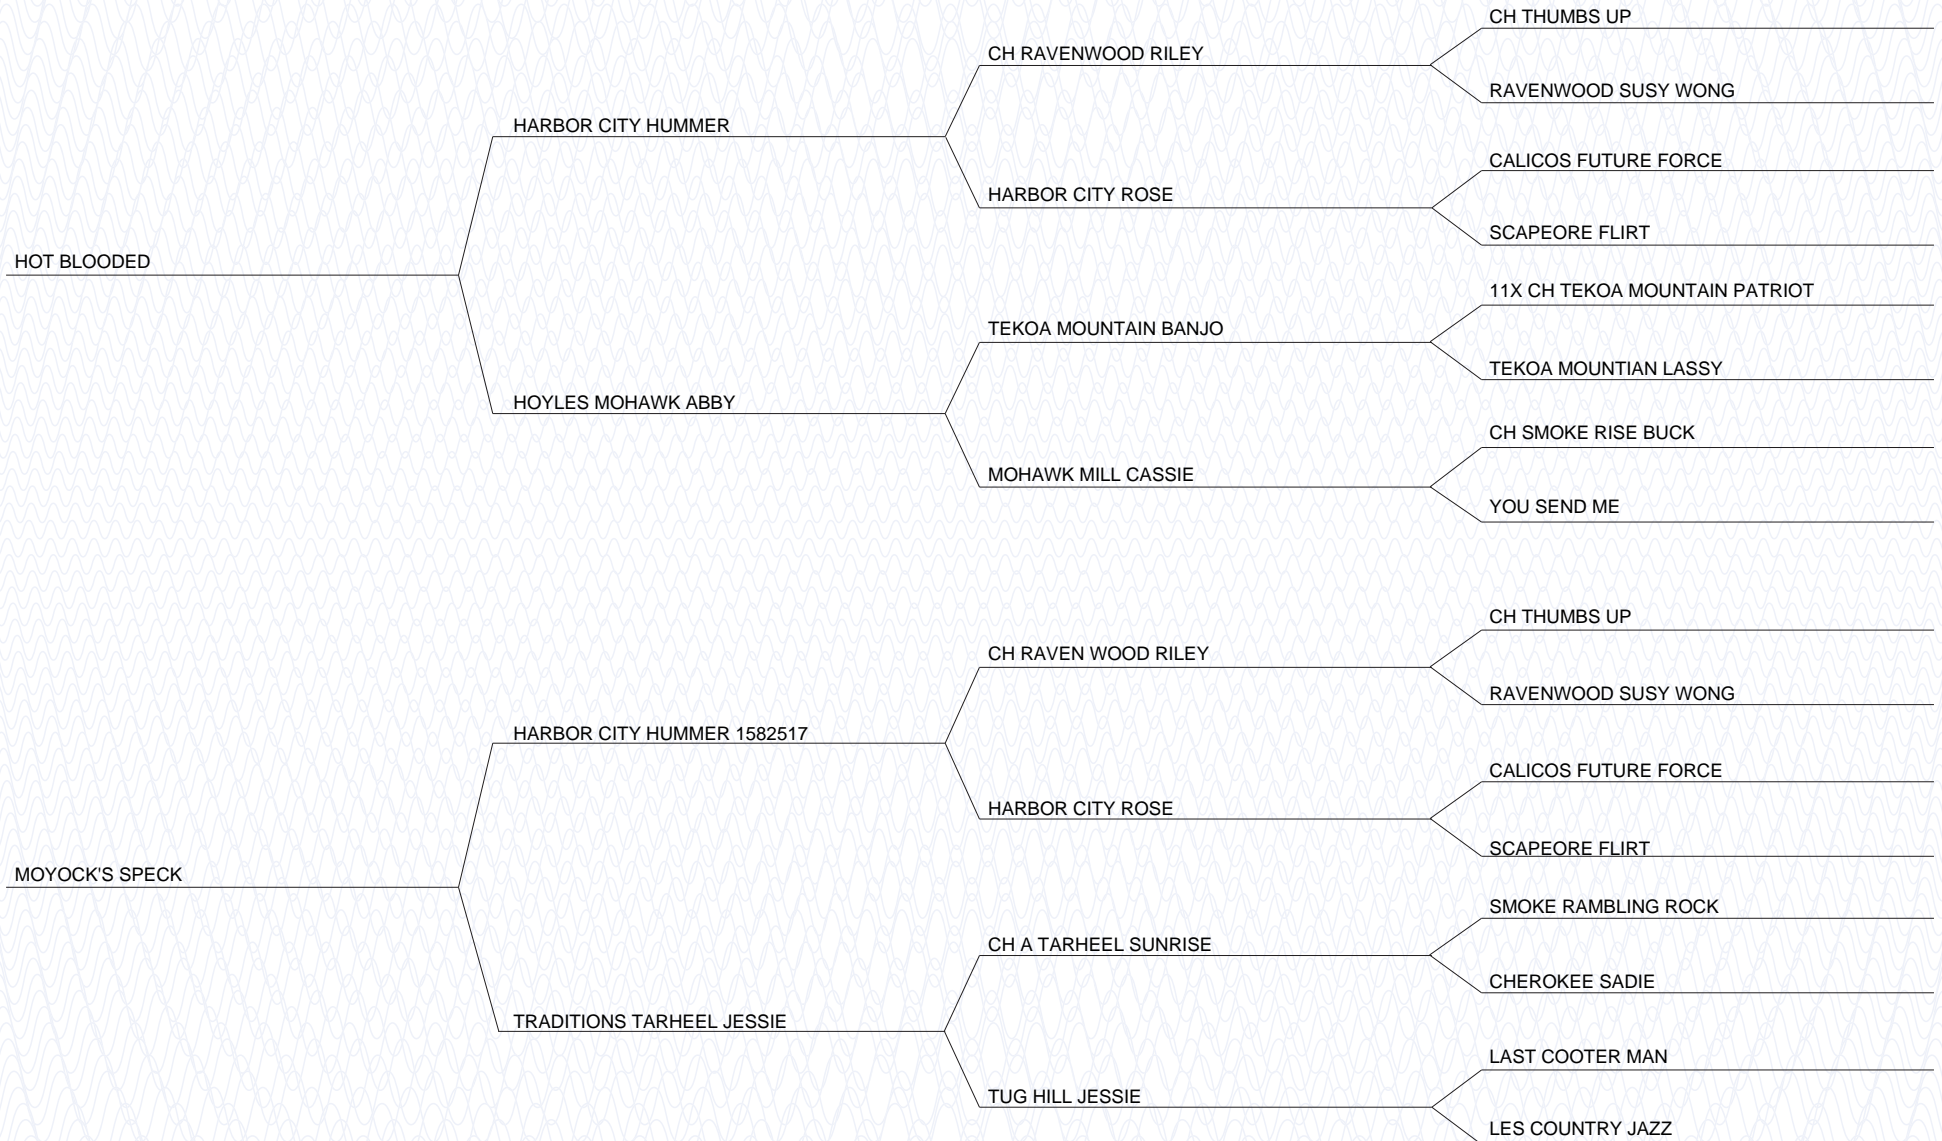 CH THUMBS UP
CH RAVENWOOD RILEY
RAVENWOOD SUSY WONG
HARBOR CITY HUMMER
CALICOS FUTURE FORCE
HARBOR CITY ROSE
SCAPEORE FLIRT
HOT BLOODED
11X CH TEKOA MOUNTAIN PATRIOT
TEKOA MOUNTAIN BANJO
TEKOA MOUNTIAN LASSY
HOYLES MOHAWK ABBY
CH SMOKE RISE BUCK
MOHAWK MILL CASSIE
YOU SEND ME
CH THUMBS UP
CH RAVEN WOOD RILEY
RAVENWOOD SUSY WONG
HARBOR CITY HUMMER 1582517
CALICOS FUTURE FORCE
HARBOR CITY ROSE
SCAPEORE FLIRT
MOYOCK'S SPECK
SMOKE RAMBLING ROCK
CH A TARHEEL SUNRISE
CHEROKEE SADIE
TRADITIONS TARHEEL JESSIE
LAST COOTER MAN
TUG HILL JESSIE
LES COUNTRY JAZZ